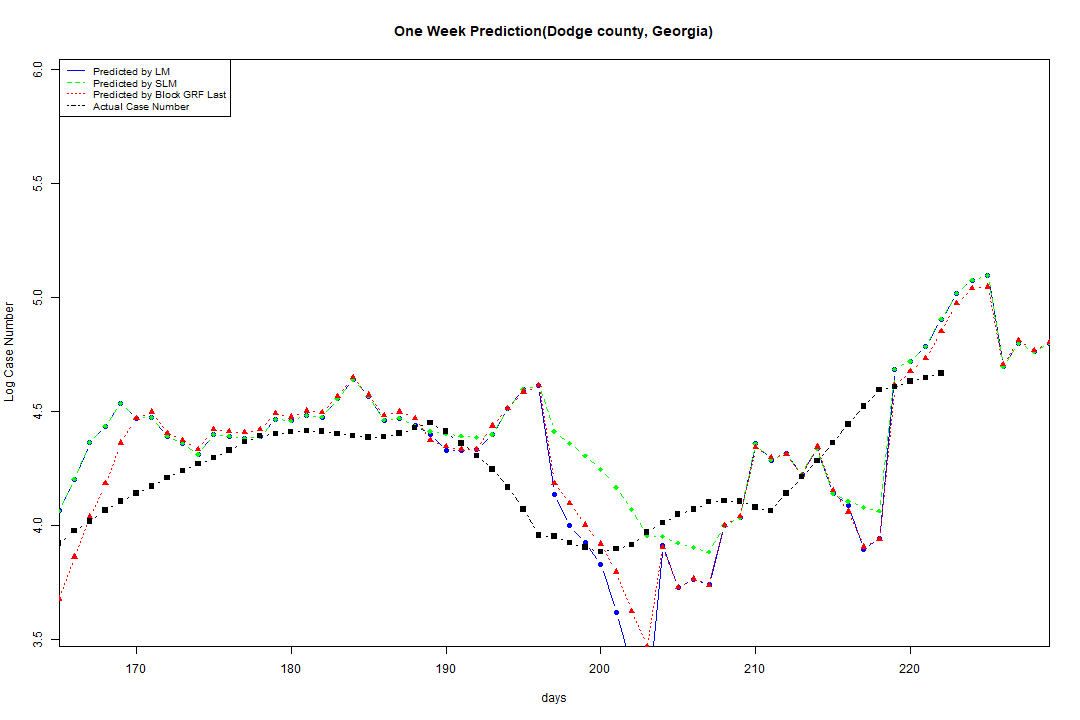 One Week Prediction(Dodge county, Georgia)
Predicted by LM
Predicted by SLM
Predicted by Block GRF Last
Actual Case Number
6.0
5.5
5.0
4.5
4.0
3.5
Log Case Number
170 180 190 200 210 220
days